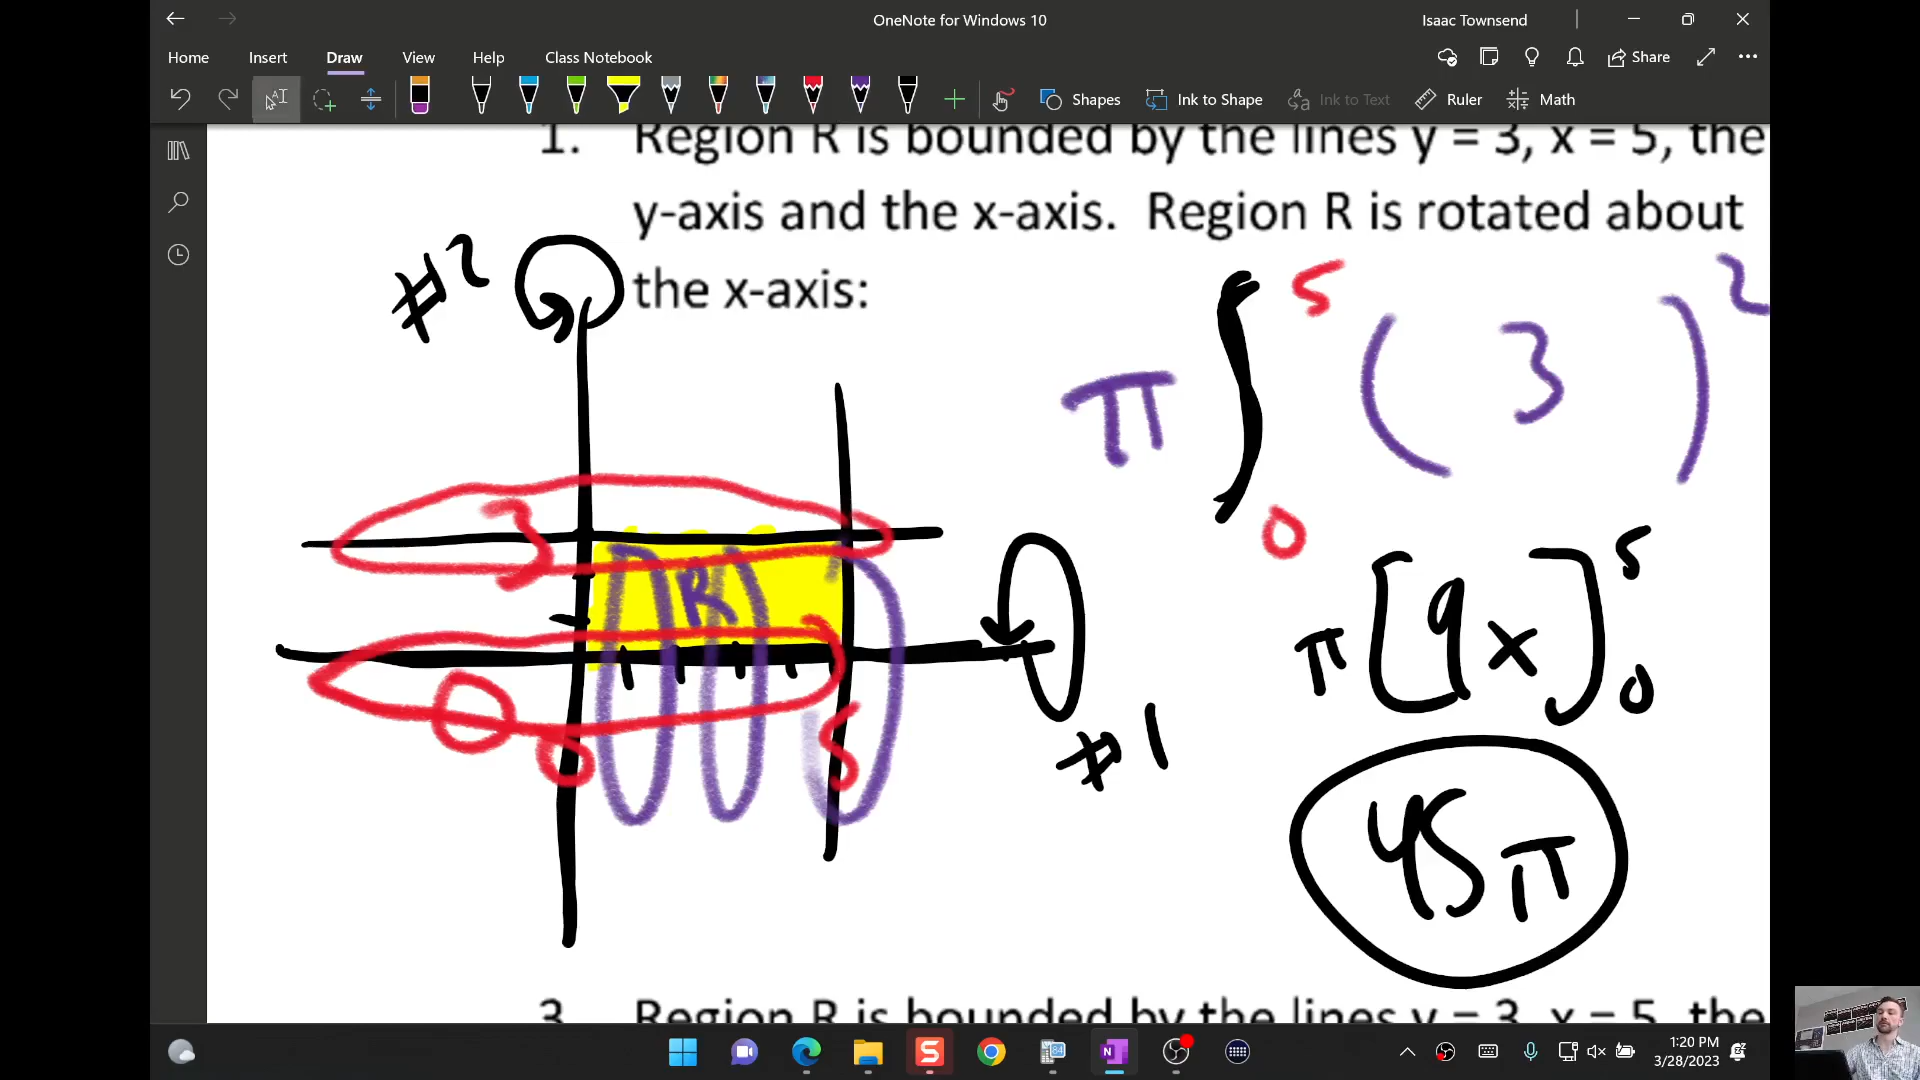 OneNote for Windows 10
Isaac Townsend
Home Insert Draw View Help Class Notebook
Share
Shapes Ink to Shape Ink to Text Ruler Math
1. Region R is bounded by the lines y = 3, x = 5, the
y-axis and the x-axis. Region R is rotated about
the x-axis:
#2
π ∫ 5 0 ( 3 ) 2
3
R
0
0
5
#1
π [9x] 5 0
45π
3. Region R is bounded by the lines y = 3, x = 5, the
84
1:20 PM
3/28/2023